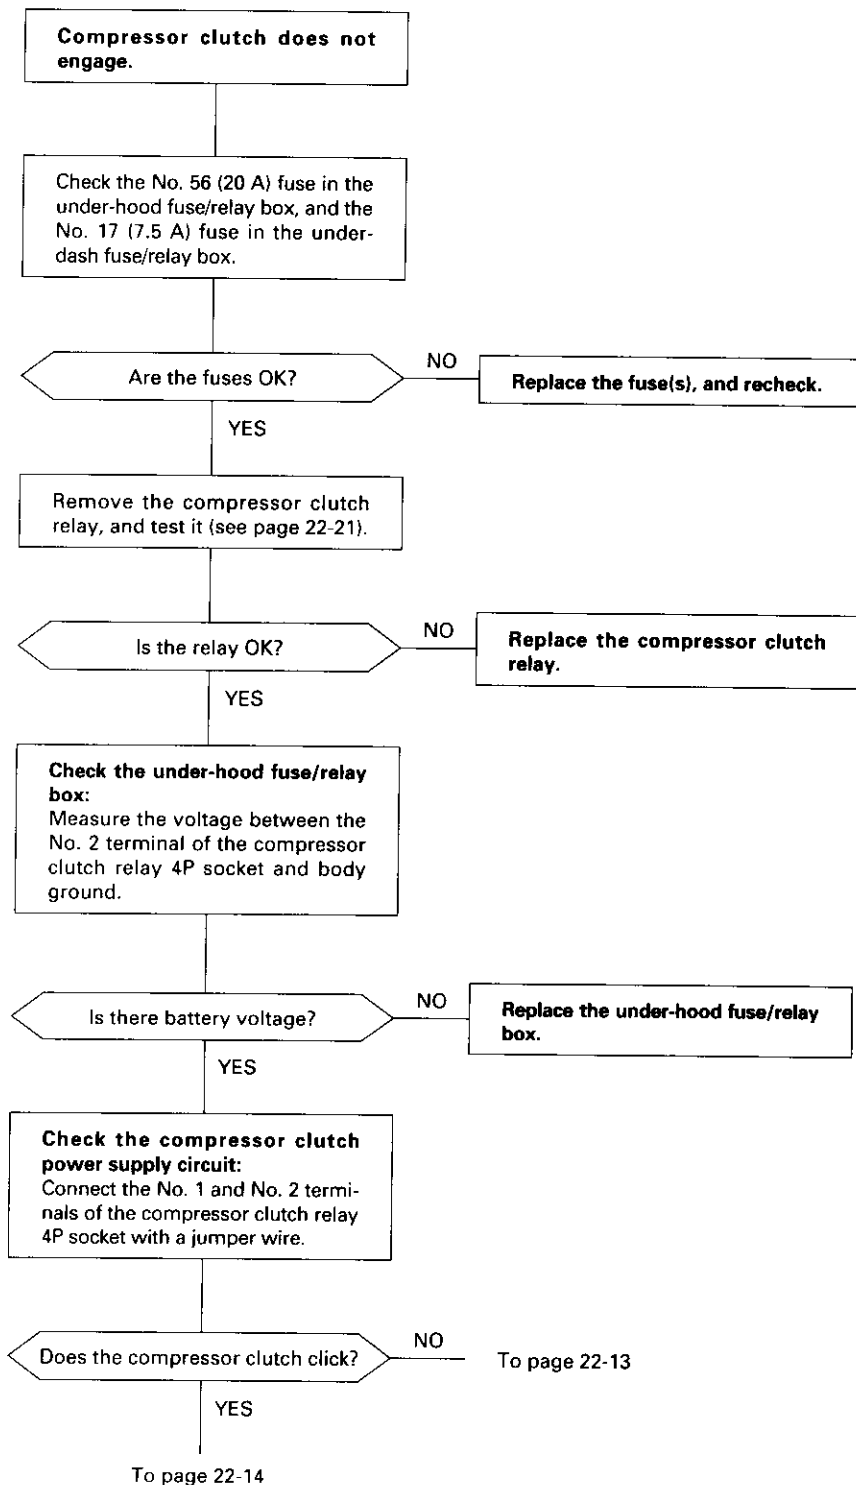 Compressor clutch does not
engage.
Check the No. 56 (20 A) fuse in the
under-hood fuse/relay box, and the
No. 17 (7.5 A) fuse in the under-
dash fuse/relay box.
Are the fuses OK?
NO
Replace the fuse(s), and recheck.
YES
Remove the compressor clutch
relay, and test it (see page 22-21).
Is the relay OK?
NO
Replace the compressor clutch
relay.
YES
Check the under-hood fuse/relay
box:
Measure the voltage between the
No. 2 terminal of the compressor
clutch relay 4P socket and body
ground.
Is there battery voltage?
NO
Replace the under-hood fuse/relay
box.
YES
Check the compressor clutch
power supply circuit:
Connect the No. 1 and No. 2 termi-
nals of the compressor clutch relay
4P socket with a jumper wire.
Does the compressor clutch click?
NO
To page 22-13
YES
To page 22-14